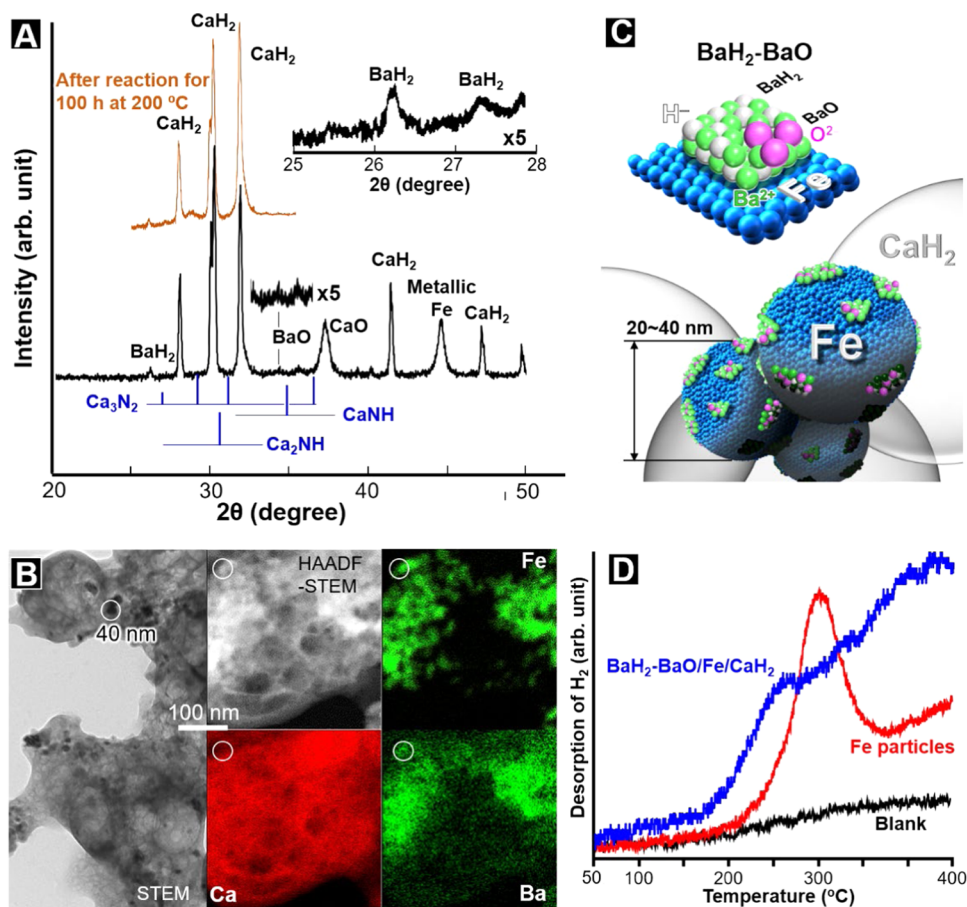 A
CaH₂
CaH₂
After reaction for
100 h at 200 ºC
CaH₂
BaH₂
BaH₂
x5
25
26
27
28
2θ (degree)
Intensity (arb. unit)
x5
CaH₂
Metallic
Fe
CaH₂
BaO
CaO
BaH₂
Ca₃N₂
CaNH
Ca₂NH
20
30
40
50
2θ (degree)
C
BaH₂-BaO
BaH₂
H⁻
BaO
O²
Ba²⁺
Fe
CaH₂
20~40 nm
Fe
B
40 nm
100 nm
STEM
HAADF
-STEM
Fe
Ca
Ba
D
Desorption of H₂ (arb. unit)
BaH₂-BaO/Fe/CaH₂
Fe particles
Blank
50
100
200
300
400
Temperature (ºC)